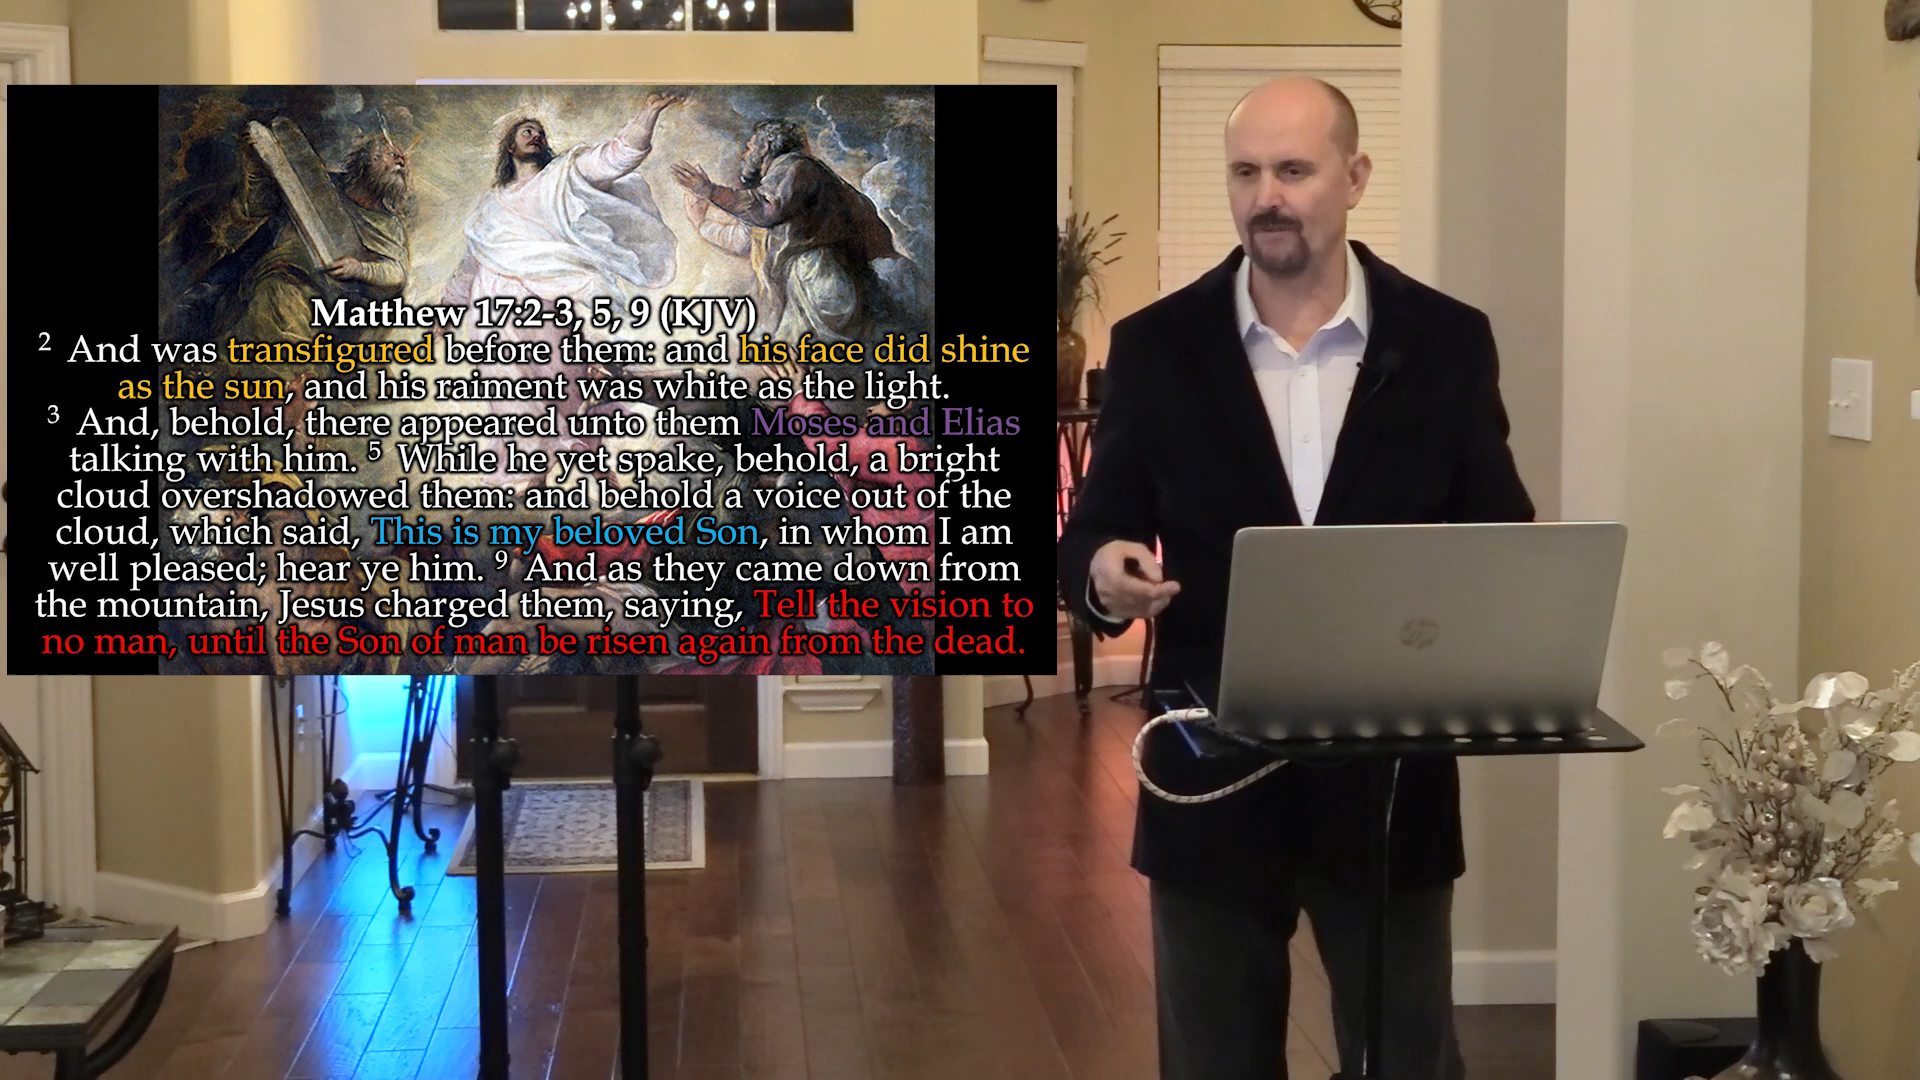 Matthew 17:2-3, 5, 9 (KJV)
2 And was transfigured before them: and his face did shine
as the sun, and his raiment was white as the light.
3 And, behold, there appeared unto them Moses and Elias
talking with him. 5 While he yet spake, behold, a bright
cloud overshadowed them: and behold a voice out of the
cloud, which said, This is my beloved Son, in whom I am
well pleased; hear ye him. 9 And as they came down from
the mountain, Jesus charged them, saying, Tell the vision to
no man, until the Son of man be risen again from the dead.
hp